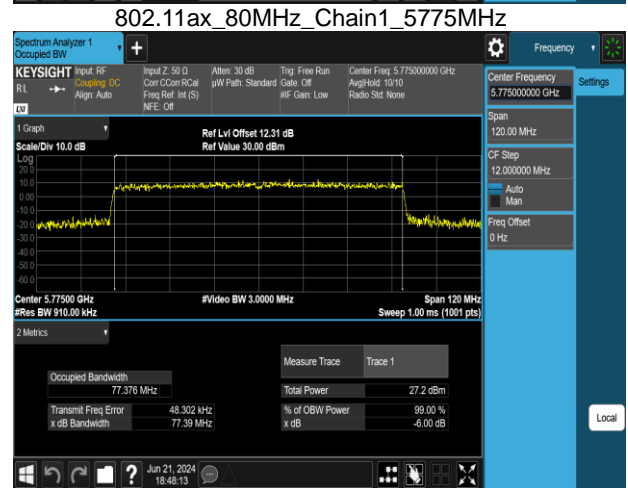 802.11ax_80MHz_Chain1_5775MHz
Spectrum Analyzer 1
Occupied BW
Frequency
KEYSIGHT
RL
LXI
Input: RF
Coupling: DC
Align: Auto
Input Z: 50 Ω
Corr CCorr RCal
Freq Ref: Int (S)
NFE: Off
Atten: 30 dB
µW Path: Standard
Trig: Free Run
Gate: Off
#IF Gain: Low
Center Freq: 5.775000000 GHz
Avg|Hold: 10/10
Radio Std: None
Center Frequency
5.775000000 GHz
Settings
Span
120.00 MHz
CF Step
12.000000 MHz
Auto
Man
Freq Offset
0 Hz
1 Graph
Scale/Div 10.0 dB
Ref Lvl Offset 12.31 dB
Ref Value 30.00 dBm
Log
20.0
10.0
0.00
-10.0
-20.0
-30.0
-40.0
-50.0
-60.0
Center 5.77500 GHz
#Res BW 910.00 kHz
#Video BW 3.0000 MHz
Span 120 MHz
Sweep 1.00 ms (1001 pts)
2 Metrics
Measure Trace Trace 1
Occupied Bandwidth
77.376 MHz
Total Power 27.2 dBm
Transmit Freq Error 48.302 kHz
% of OBW Power 99.00 %
x dB Bandwidth 77.39 MHz
x dB -6.00 dB
Local
?
Jun 21, 2024
18:48:13